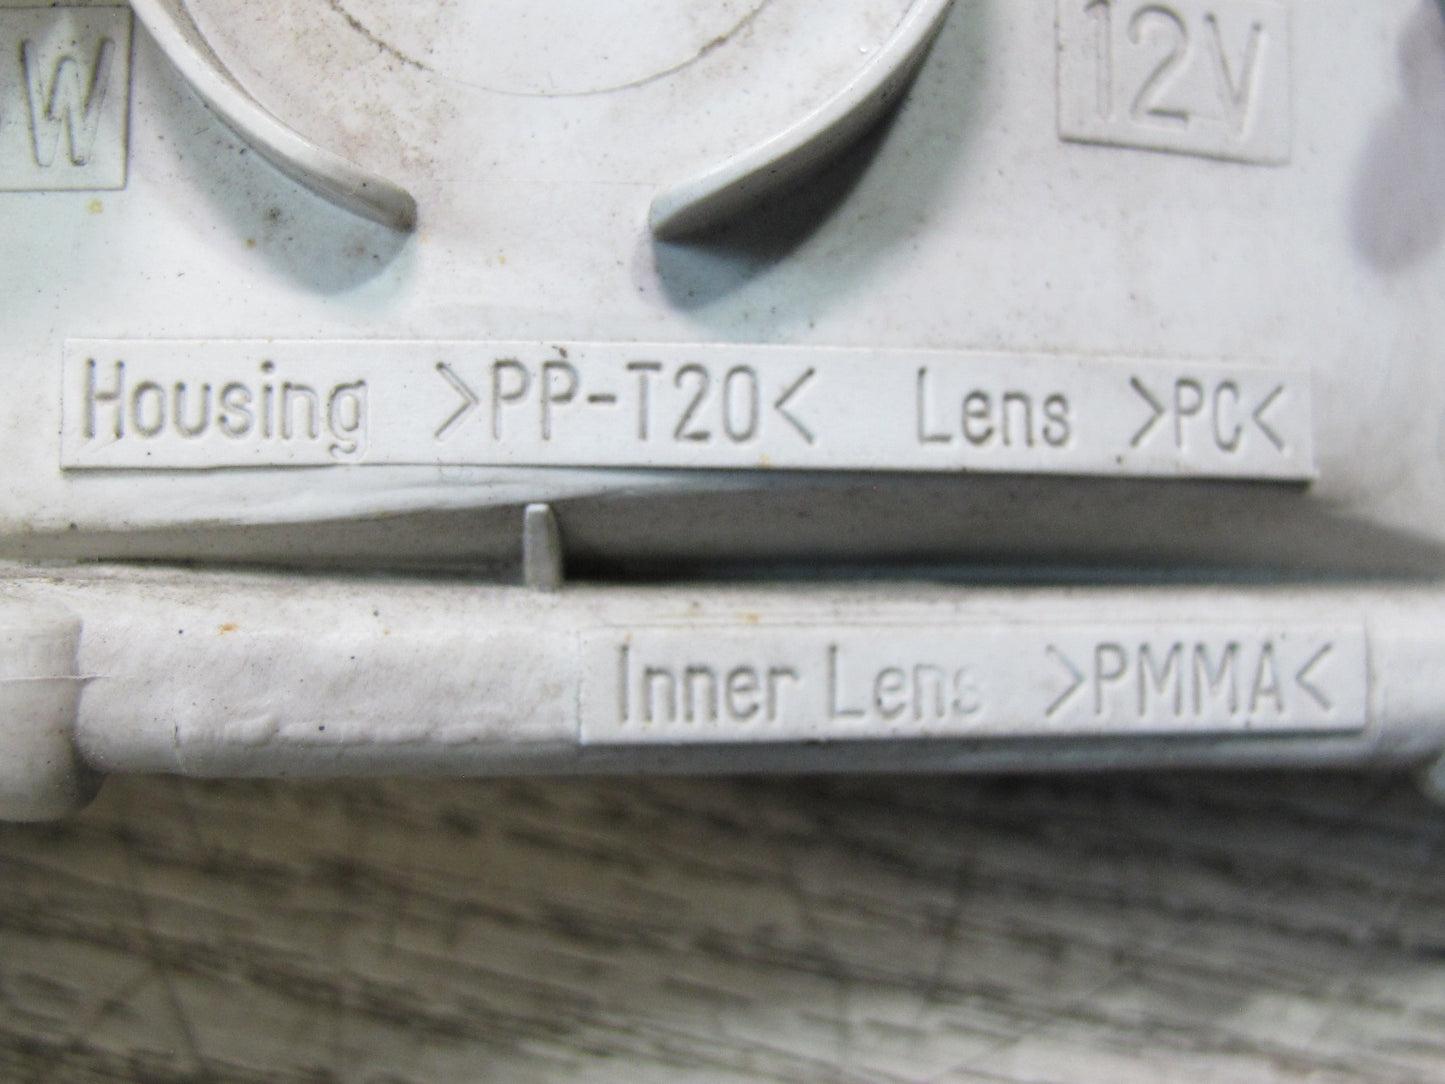 W 12V
Housing >PP-T20< Lens >PC<
Inner Lens >PMMA<